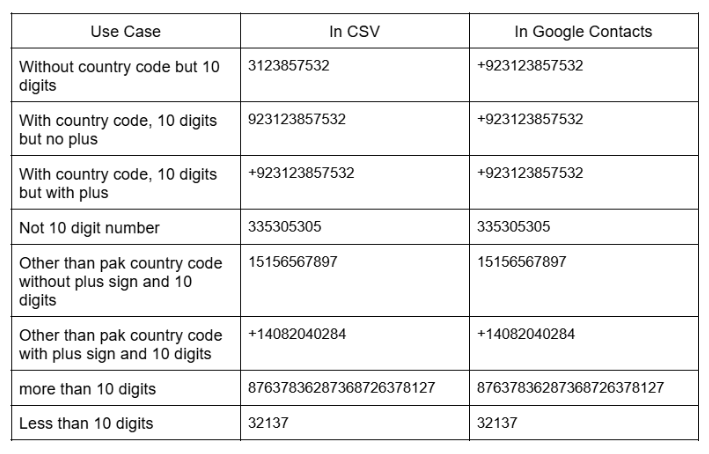 Use Case In CSV In Google Contacts
Without country code but 10 digits 3123857532 +923123857532
With country code, 10 digits but no plus 923123857532 +923123857532
With country code, 10 digits but with plus +923123857532 +923123857532
Not 10 digit number 335305305 335305305
Other than pak country code without plus sign and 10 digits 15156567897 15156567897
Other than pak country code with plus sign and 10 digits +14082040284 +14082040284
more than 10 digits 87637836287368726378127 87637836287368726378127
Less than 10 digits 32137 32137